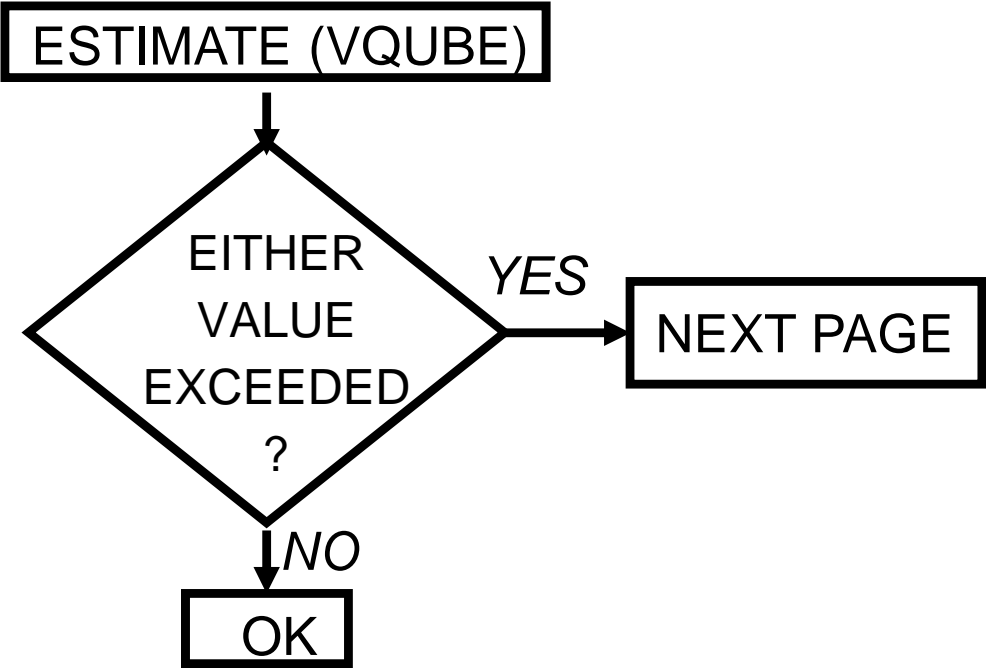 ESTIMATE (VQUBE)
EITHER
VALUE
EXCEEDED
?
YES
NEXT PAGE
NO
OK